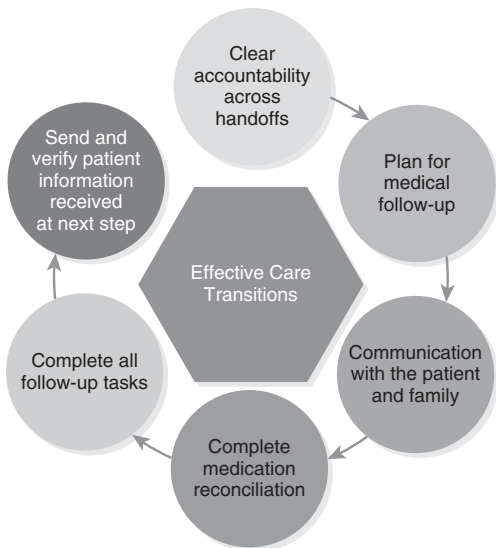 Clear
accountability
across
handoffs
Plan for
medical
follow-up
Communication
with the patient
and family
Complete
medication
reconciliation
Complete all
follow-up tasks
Send and
verify patient
information
received
at next step
Effective Care
Transitions